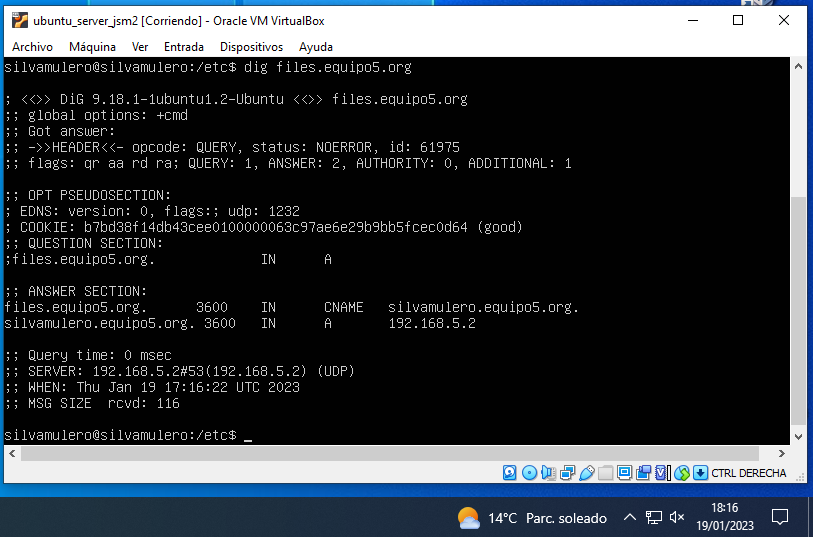 ubuntu_server_jsm2 [Corriendo] - Oracle VM VirtualBox
Archivo Máquina Ver Entrada Dispositivos Ayuda
silvamulero@silvamulero:/etc$ dig files.equipo5.org
; <<>> DiG 9.18.1-1ubuntu1.2-Ubuntu <<>> files.equipo5.org
;; global options: +cmd
;; Got answer:
;; ->>HEADER<<- opcode: QUERY, status: NOERROR, id: 61975
;; flags: qr aa rd ra; QUERY: 1, ANSWER: 2, AUTHORITY: 0, ADDITIONAL: 1
;; OPT PSEUDOSECTION:
; EDNS: version: 0, flags:; udp: 1232
; COOKIE: b7bd38f14db43cee0100000063c97ae6e29b9bb5fcec0d64 (good)
;; QUESTION SECTION:
;files.equipo5.org. IN A
;; ANSWER SECTION:
files.equipo5.org. 3600 IN CNAME silvamulero.equipo5.org.
silvamulero.equipo5.org. 3600 IN A 192.168.5.2
;; Query time: 0 msec
;; SERVER: 192.168.5.2#53(192.168.5.2) (UDP)
;; WHEN: Thu Jan 19 17:16:22 UTC 2023
;; MSG SIZE rcvd: 116
silvamulero@silvamulero:/etc$ _
CTRL DERECHA
14°C Parc. soleado
18:16
19/01/2023